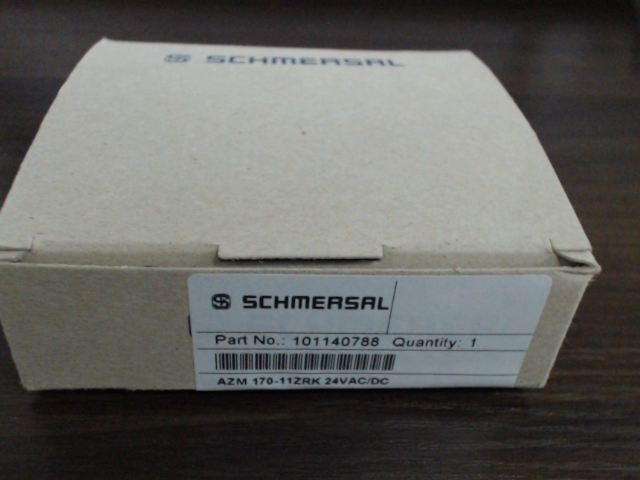 SCHMERSAL
SCHMERSAL
Part No.: 101140788 Quantity: 1
AZM 170-11ZRK 24VAC/DC